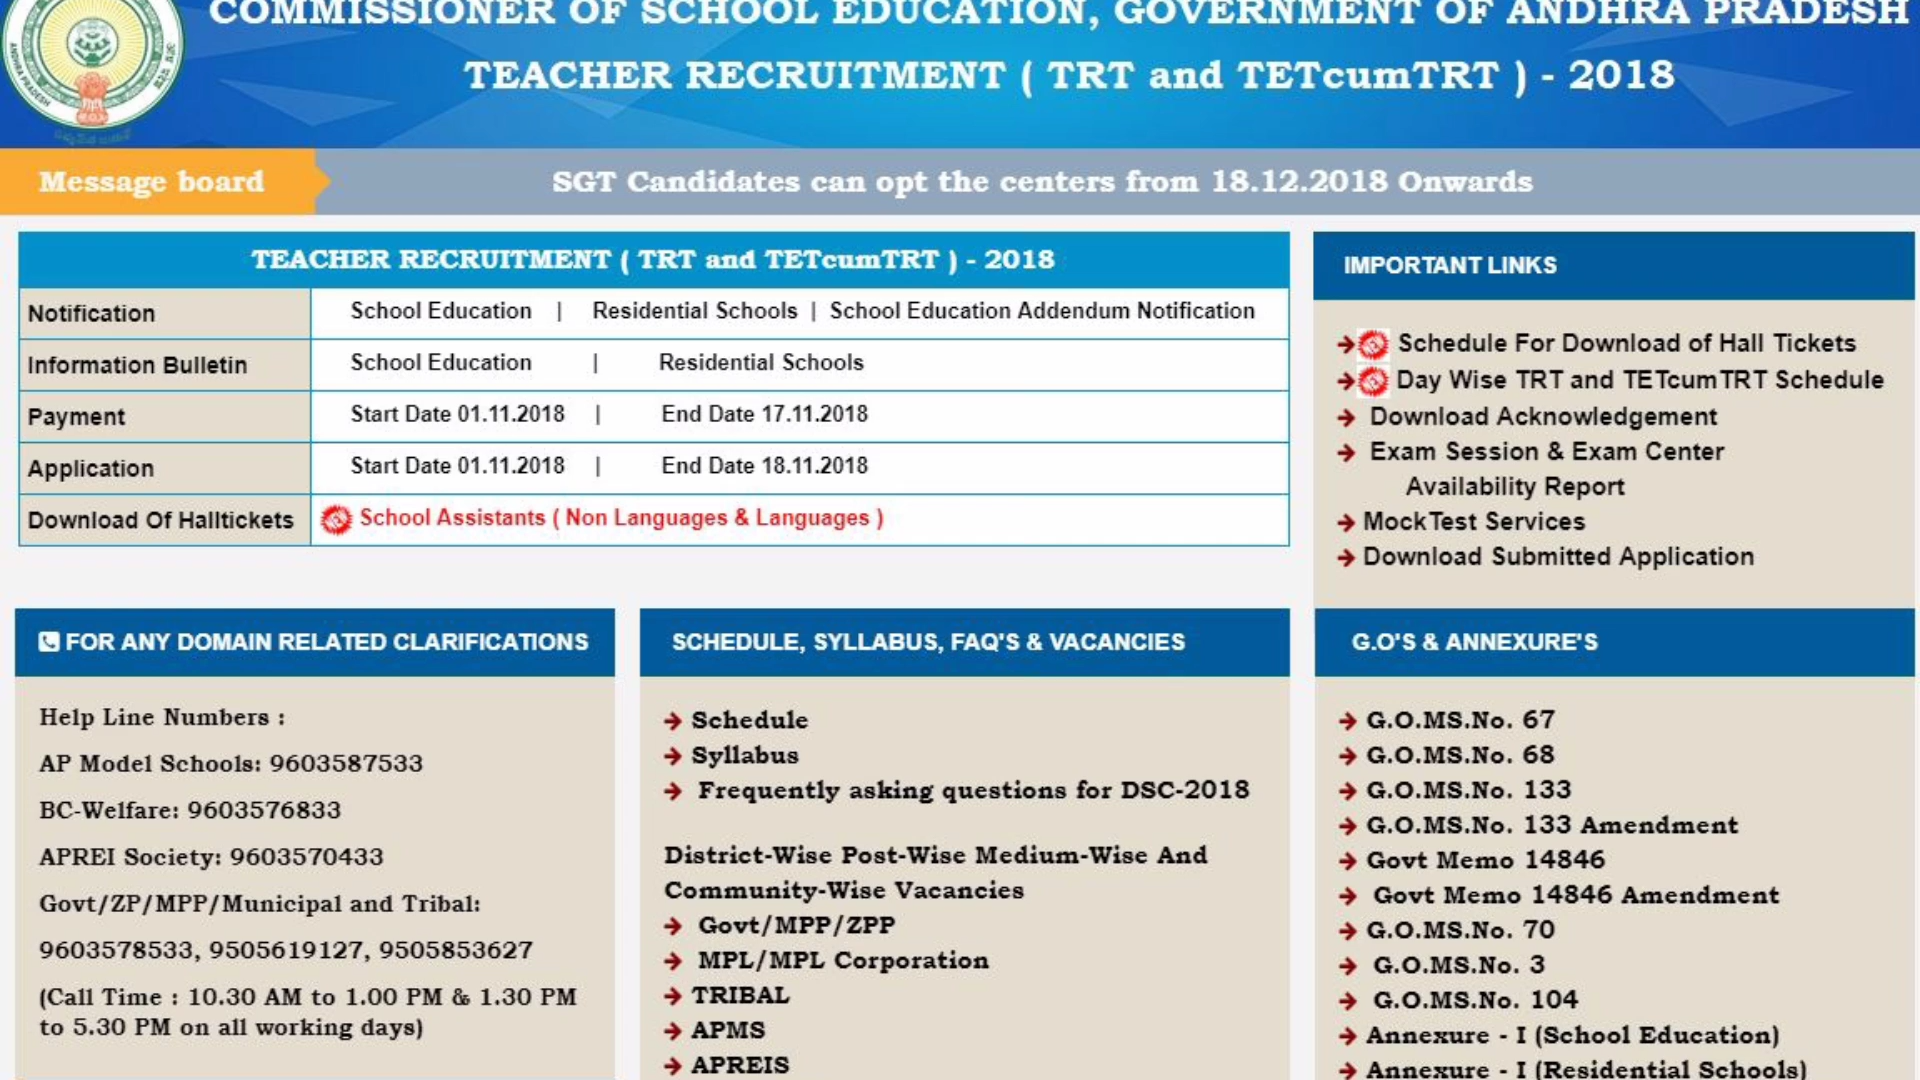 COMMISSIONER OF SCHOOL EDUCATION, GOVERNMENT OF ANDHRA PRADESH
TEACHER RECRUITMENT ( TRT and TETcumTRT ) - 2018
Message board
SGT Candidates can opt the centers from 18.12.2018 Onwards
TEACHER RECRUITMENT ( TRT and TETcumTRT ) - 2018
Notification School Education | Residential Schools | School Education Addendum Notification
Information Bulletin School Education | Residential Schools
Payment Start Date 01.11.2018 | End Date 17.11.2018
Application Start Date 01.11.2018 | End Date 18.11.2018
Download Of Halltickets School Assistants ( Non Languages & Languages )
IMPORTANT LINKS
Schedule For Download of Hall Tickets
Day Wise TRT and TETcumTRT Schedule
Download Acknowledgement
Exam Session & Exam Center
Availability Report
MockTest Services
Download Submitted Application
FOR ANY DOMAIN RELATED CLARIFICATIONS
Help Line Numbers :
AP Model Schools: 9603587533
BC-Welfare: 9603576833
APREI Society: 9603570433
Govt/ZP/MPP/Municipal and Tribal:
9603578533, 9505619127, 9505853627
(Call Time : 10.30 AM to 1.00 PM & 1.30 PM
to 5.30 PM on all working days)
SCHEDULE, SYLLABUS, FAQ'S & VACANCIES
Schedule
Syllabus
Frequently asking questions for DSC-2018
District-Wise Post-Wise Medium-Wise And
Community-Wise Vacancies
Govt/MPP/ZPP
MPL/MPL Corporation
TRIBAL
APMS
APREIS
G.O'S & ANNEXURE'S
G.O.MS.No. 67
G.O.MS.No. 68
G.O.MS.No. 133
G.O.MS.No. 133 Amendment
Govt Memo 14846
Govt Memo 14846 Amendment
G.O.MS.No. 70
G.O.MS.No. 3
G.O.MS.No. 104
Annexure - I (School Education)
Annexure - I (Residential Schools)